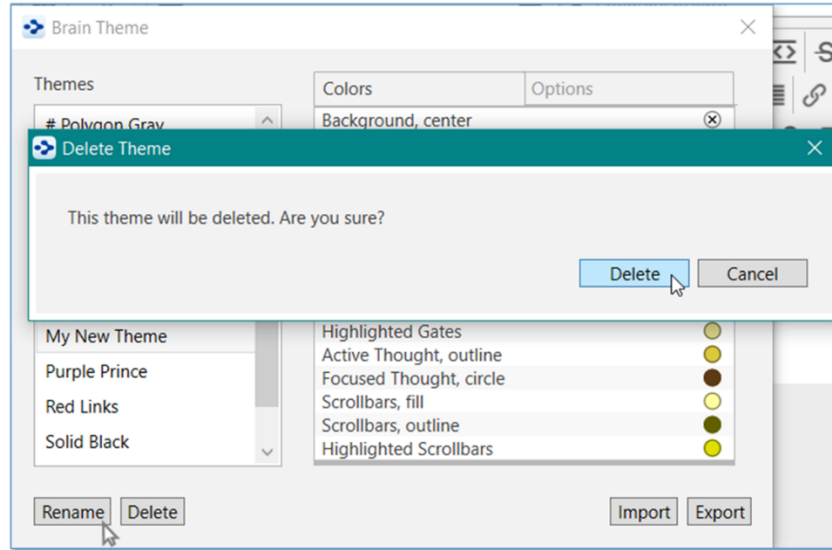 Brain Theme
Themes
Colors
Options
# Polygon Gray
Background, center
Delete Theme
This theme will be deleted. Are you sure?
Delete
Cancel
My New Theme
Purple Prince
Red Links
Solid Black
Highlighted Gates
Active Thought, outline
Focused Thought, circle
Scrollbars, fill
Scrollbars, outline
Highlighted Scrollbars
Rename
Delete
Import
Export